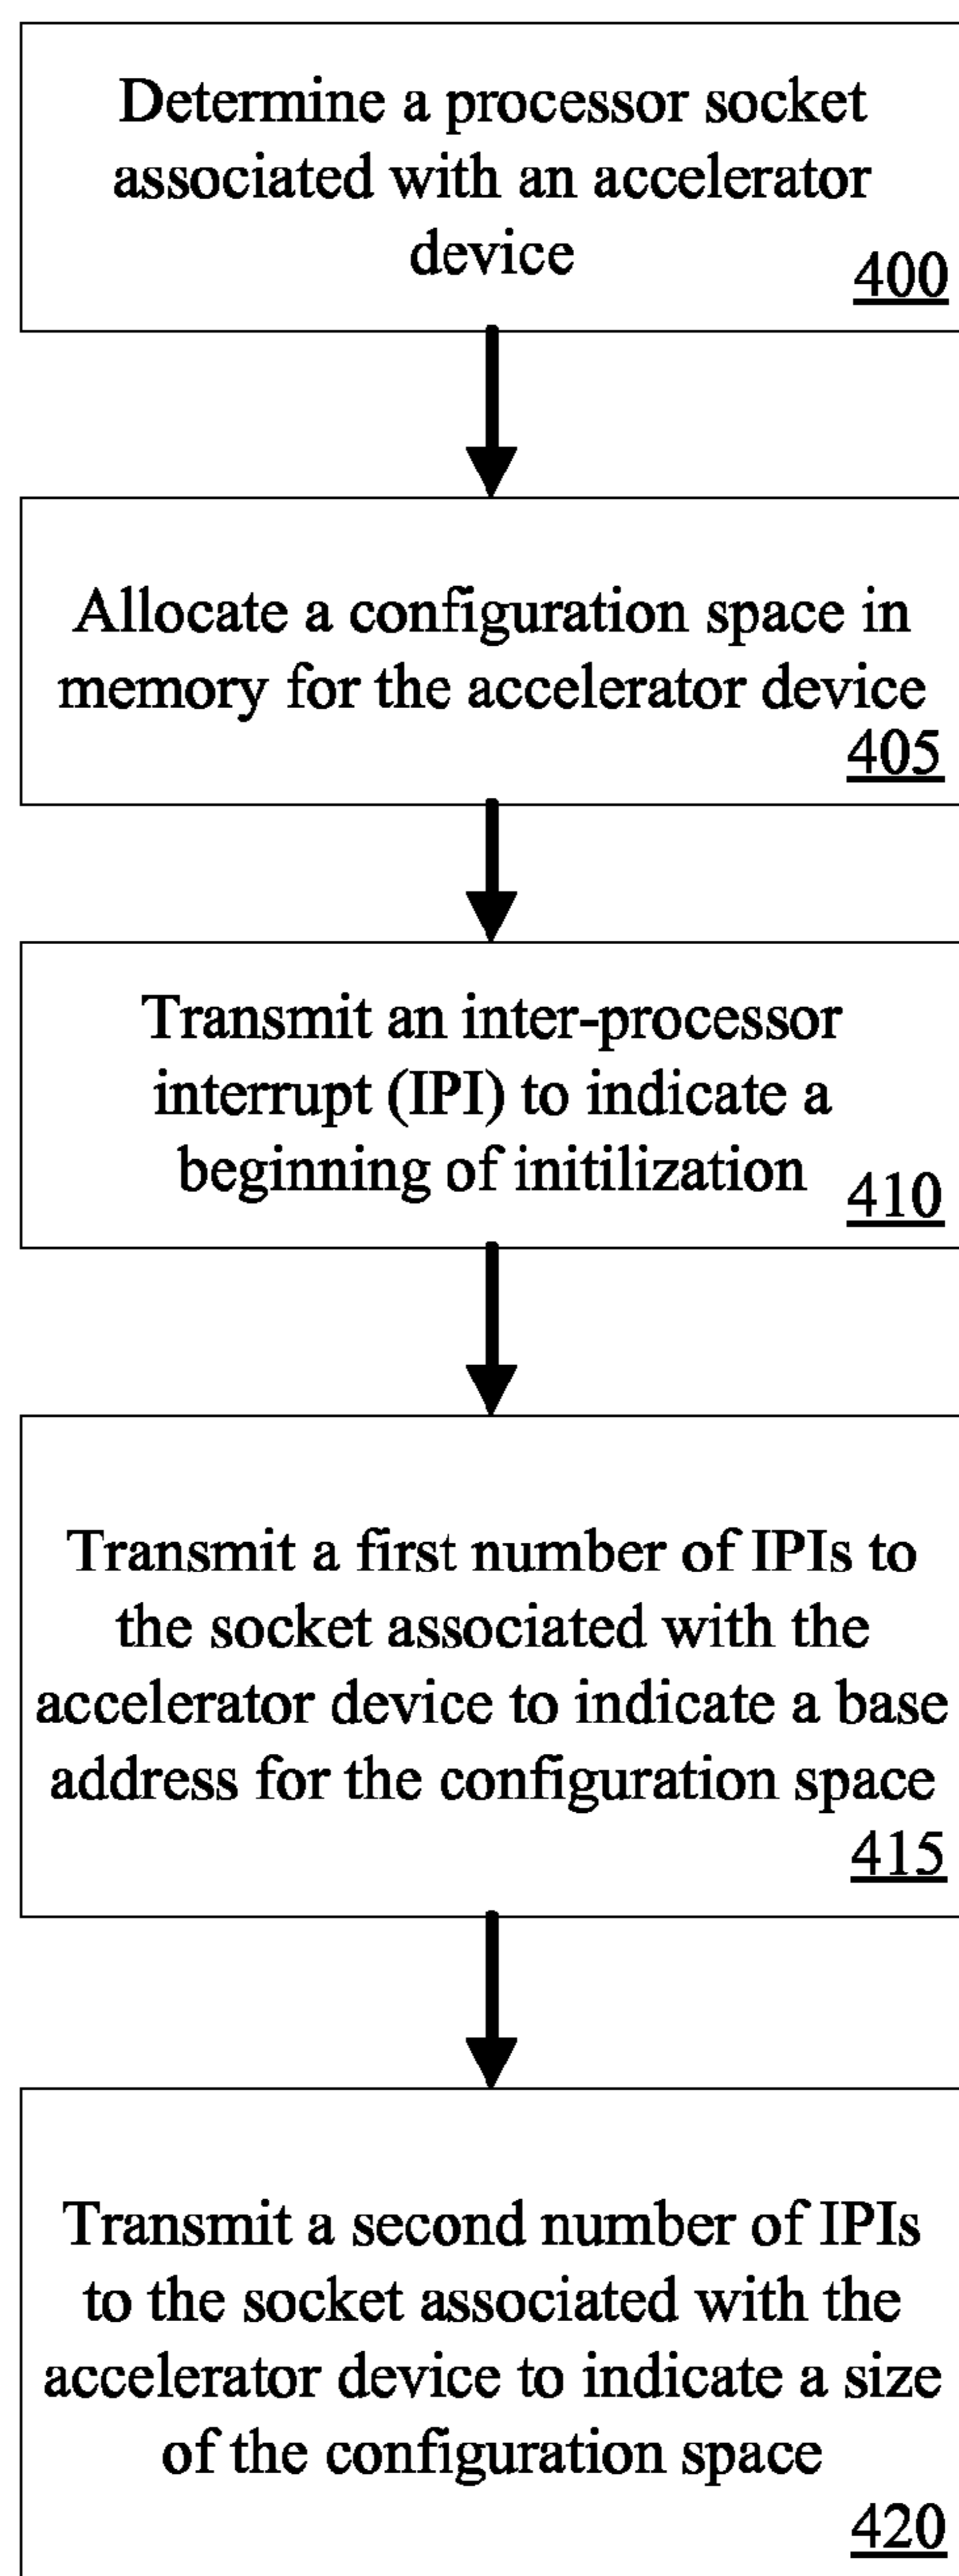 Determine a processor socket
associated with an accelerator
device
400
Allocate a configuration space in
memory for the accelerator device
405
Transmit an inter-processor
interrupt (IPI) to indicate a
beginning of initilization
410
Transmit a first number of IPIs to
the socket associated with the
accelerator device to indicate a base
address for the configuration space
415
Transmit a second number of IPIs
to the socket associated with the
accelerator device to indicate a size
of the configuration space
420